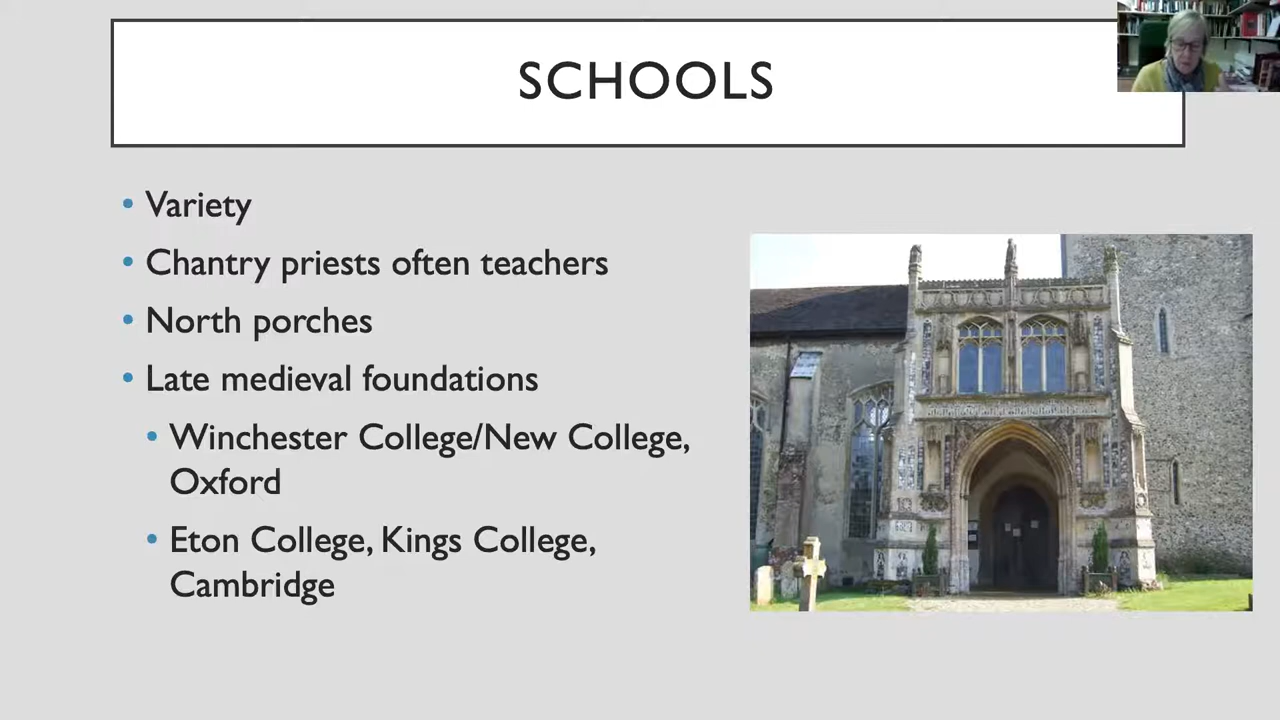 SCHOOLS
• Variety
• Chantry priests often teachers
• North porches
• Late medieval foundations
• Winchester College/New College,
Oxford
• Eton College, Kings College,
Cambridge